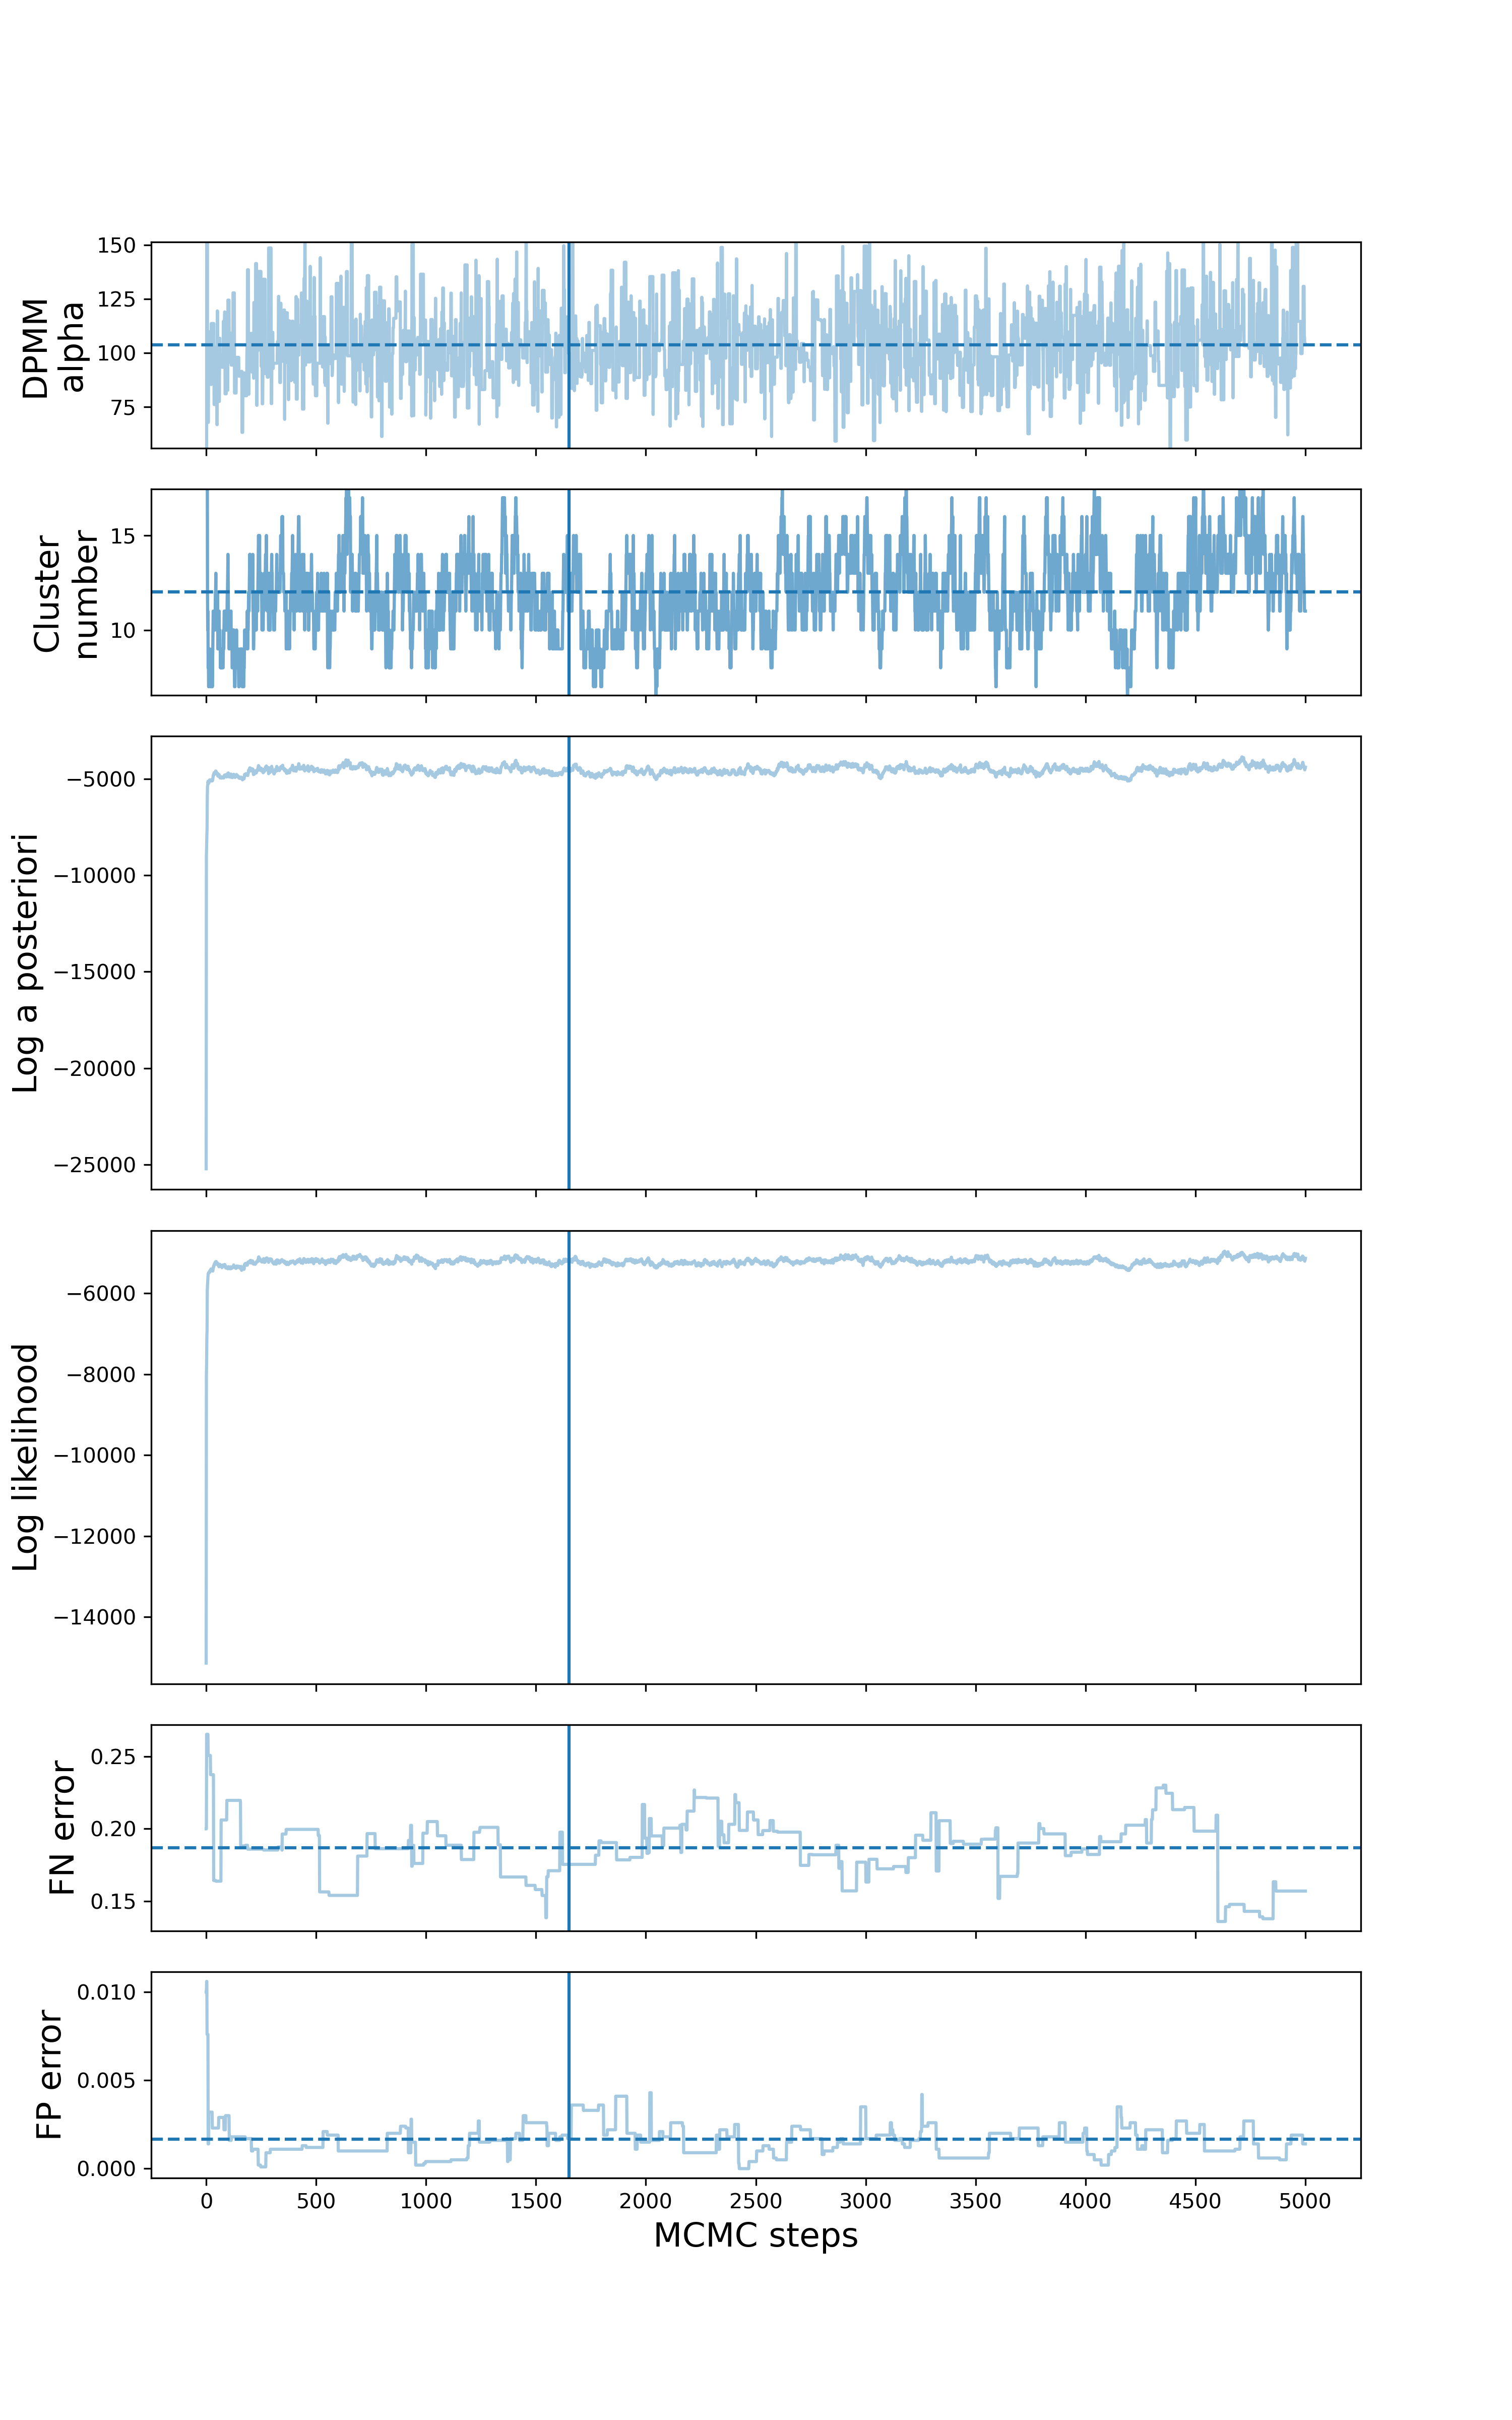 DPMM
alpha
150
125
100
75
Cluster
number
15
10
Log a posteriori
−5000
−10000
−15000
−20000
−25000
Log likelihood
−6000
−8000
−10000
−12000
−14000
FN error
0.25
0.20
0.15
FP error
0.010
0.005
0.000
0 500 1000 1500 2000 2500 3000 3500 4000 4500 5000
MCMC steps